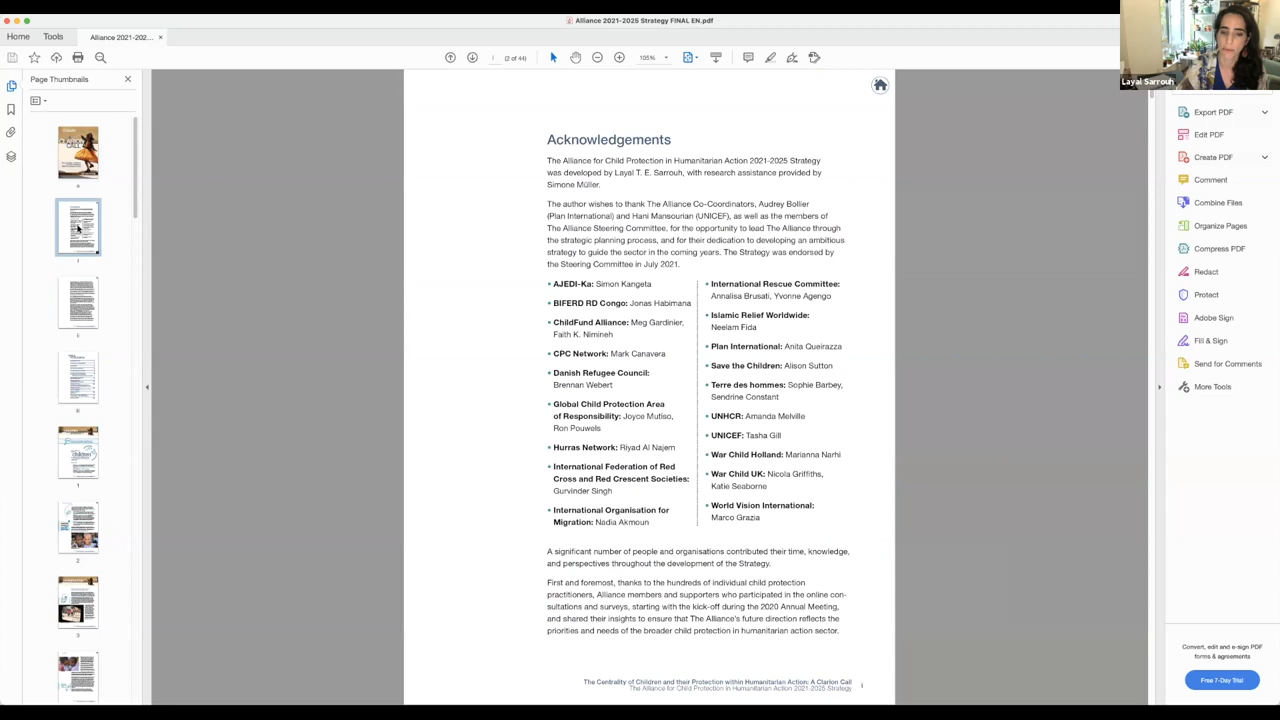 Alliance 2021-2025 Strategy FINAL EN.pdf
Home
Tools
Alliance 2021-202...
(2 of 44)
105%
Layal Sarrouh
Page Thumbnails
i
1
2
3
Acknowledgements
The Alliance for Child Protection in Humanitarian Action 2021-2025 Strategy
was developed by Layal T. E. Sarrouh, with research assistance provided by
Simone Müller.
The author wishes to thank The Alliance Co-Coordinators, Audrey Bollier
(Plan International) and Hani Mansourian (UNICEF), as well as the members of
The Alliance Steering Committee, for the opportunity to lead The Alliance through
the strategic planning process, and for their dedication to developing an ambitious
strategy to guide the sector in the coming years. The Strategy was endorsed by
the Steering Committee in July 2021.
• AJEDI-Ka: Simon Kangeta
• BIFERD RD Congo: Jonas Habimana
• ChildFund Alliance: Meg Gardinier,
Faith K. Nimineh
• CPC Network: Mark Canavera
• Danish Refugee Council:
Brennan Webert
• Global Child Protection Area
of Responsibility: Joyce Mutiso,
Ron Pouwels
• Hurras Network: Riyad Al Najem
• International Federation of Red
Cross and Red Crescent Societies:
Gurvinder Singh
• International Organisation for
Migration: Nadia Akmoun
• International Rescue Committee:
Annalisa Brusati, Yvonne Agengo
• Islamic Relief Worldwide:
Neelam Fida
• Plan International: Anita Queirazza
• Save the Children: Alison Sutton
• Terre des hommes: Sophie Barbey,
Sendrine Constant
• UNHCR: Amanda Melville
• UNICEF: Tasha Gill
• War Child Holland: Marianna Narhi
• War Child UK: Nicola Griffiths,
Katie Seaborne
• World Vision International:
Marco Grazia
A significant number of people and organisations contributed their time, knowledge,
and perspectives throughout the development of the Strategy.
First and foremost, thanks to the hundreds of individual child protection
practitioners, Alliance members and supporters who participated in the online con-
sultations and surveys, starting with the kick-off during the 2020 Annual Meeting,
and shared their insights to ensure that The Alliance's future direction reflects the
priorities and needs of the broader child protection in humanitarian action sector.
The Centrality of Children and their Protection within Humanitarian Action: A Clarion Call
The Alliance for Child Protection in Humanitarian Action 2021-2025 Strategy
i
Export PDF
Edit PDF
Create PDF
Comment
Combine Files
Organize Pages
Compress PDF
Redact
Protect
Adobe Sign
Fill & Sign
Send for Comments
More Tools
Convert, edit and e-sign PDF
forms & agreements
Free 7-Day Trial